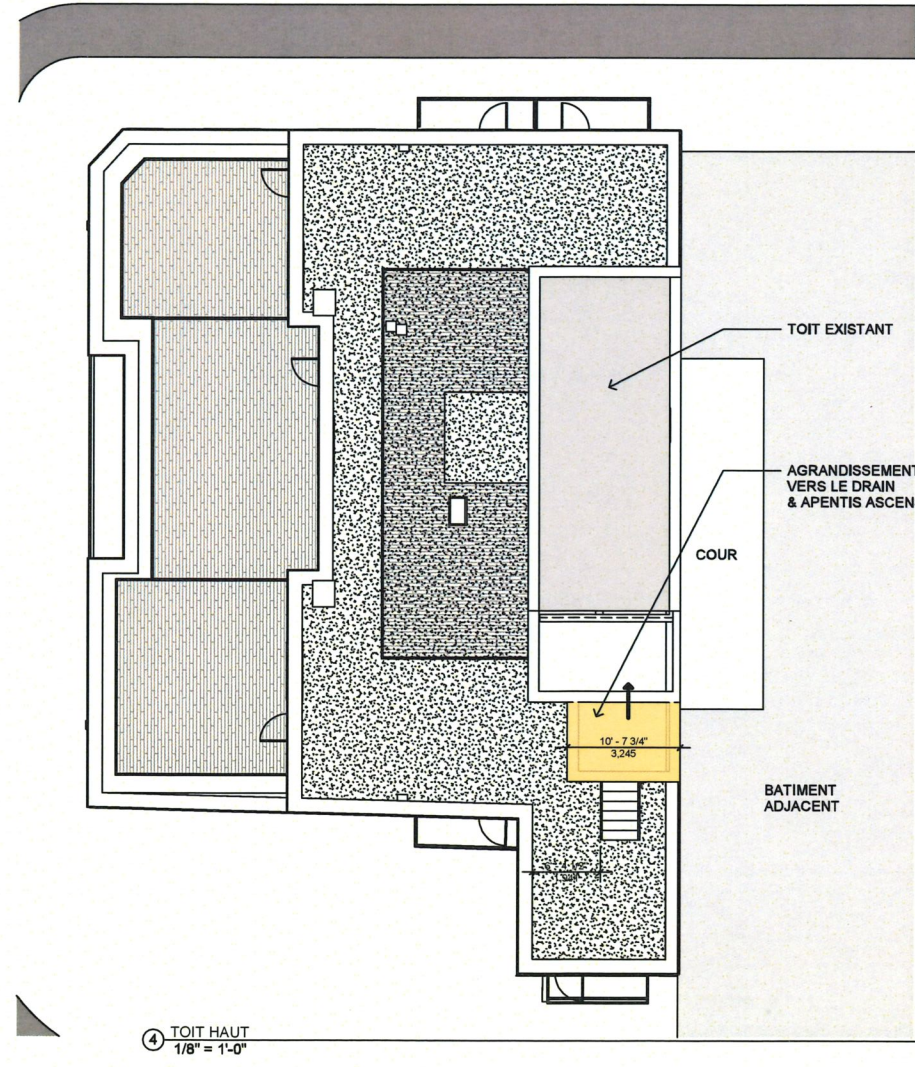 TOIT EXISTANT
AGRANDISSEMENT
VERS LE DRAIN
& APENTIS ASCEN
COUR
10' - 7 3/4"
3,245
BATIMENT
ADJACENT
4
TOIT HAUT
1/8" = 1'-0"